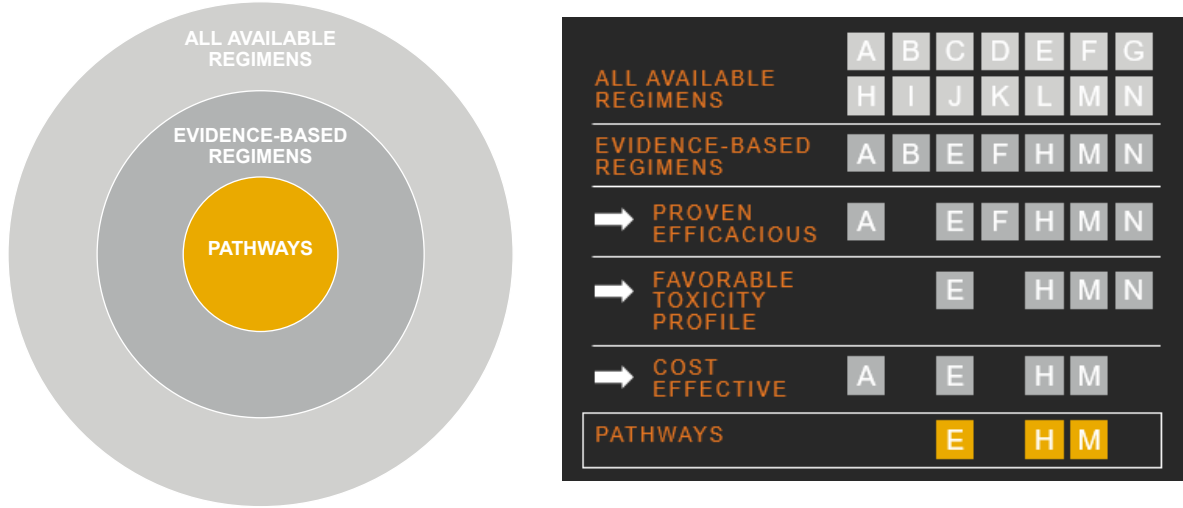 ALL AVAILABLE
REGIMENS
EVIDENCE-BASED
REGIMENS
PATHWAYS
ALL AVAILABLE
REGIMENS
A B C D E F G
H I J K L M N
EVIDENCE-BASED
REGIMENS
A B E F H M N
PROVEN
EFFICACIOUS
A E F H M N
FAVORABLE
TOXICITY
PROFILE
E H M N
COST
EFFECTIVE
A E H M
PATHWAYS
E H M